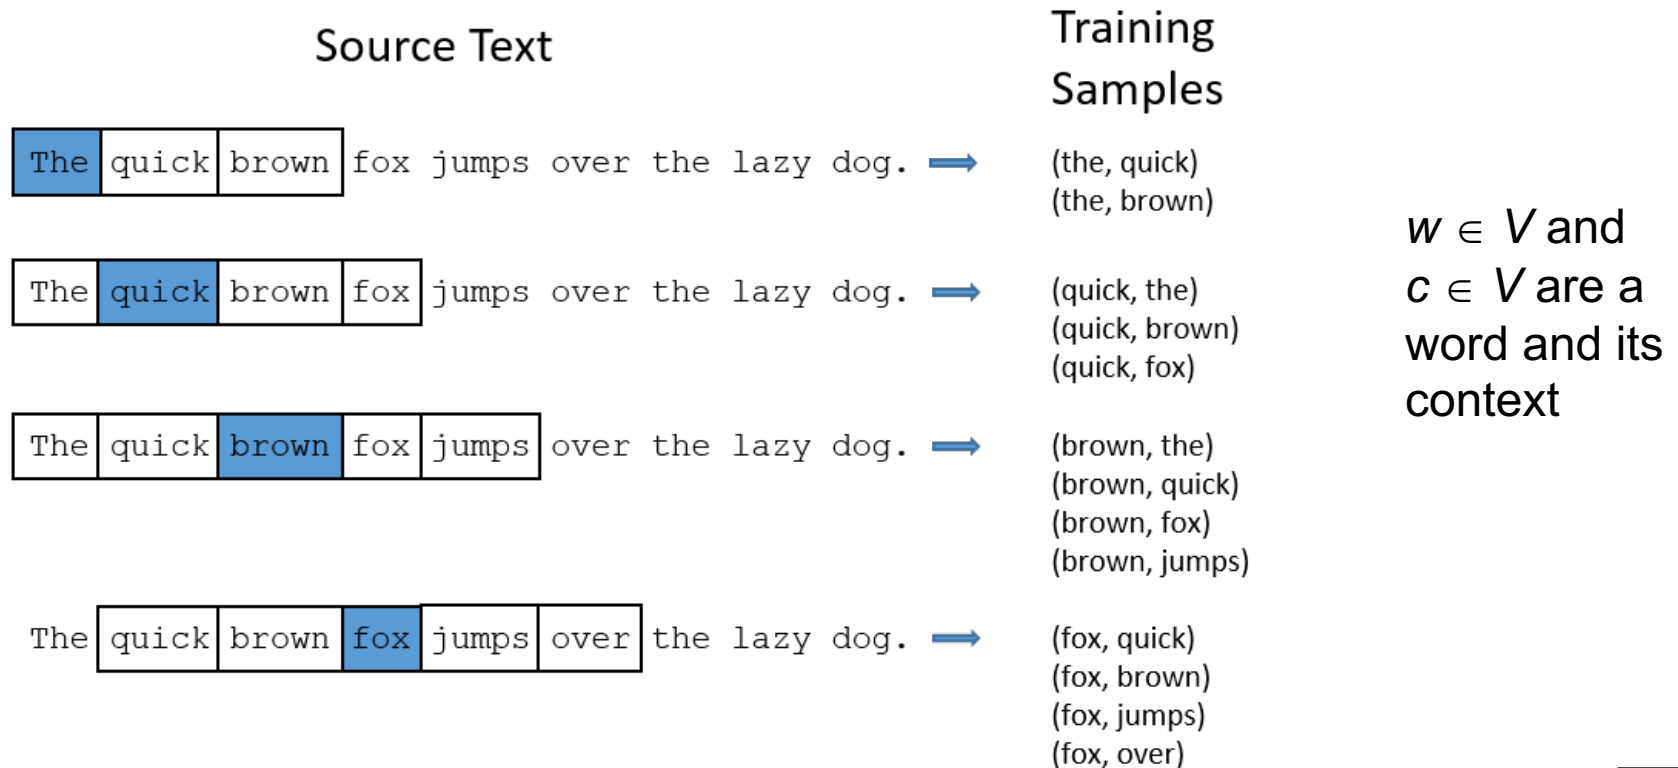 Source Text
Training
Samples
The quick brown fox jumps over the lazy dog.
(the, quick)
(the, brown)
The quick brown fox jumps over the lazy dog.
(quick, the)
(quick, brown)
(quick, fox)
The quick brown fox jumps over the lazy dog.
(brown, the)
(brown, quick)
(brown, fox)
(brown, jumps)
The quick brown fox jumps over the lazy dog.
(fox, quick)
(fox, brown)
(fox, jumps)
(fox, over)
w ∈ V and
c ∈ V are a
word and its
context